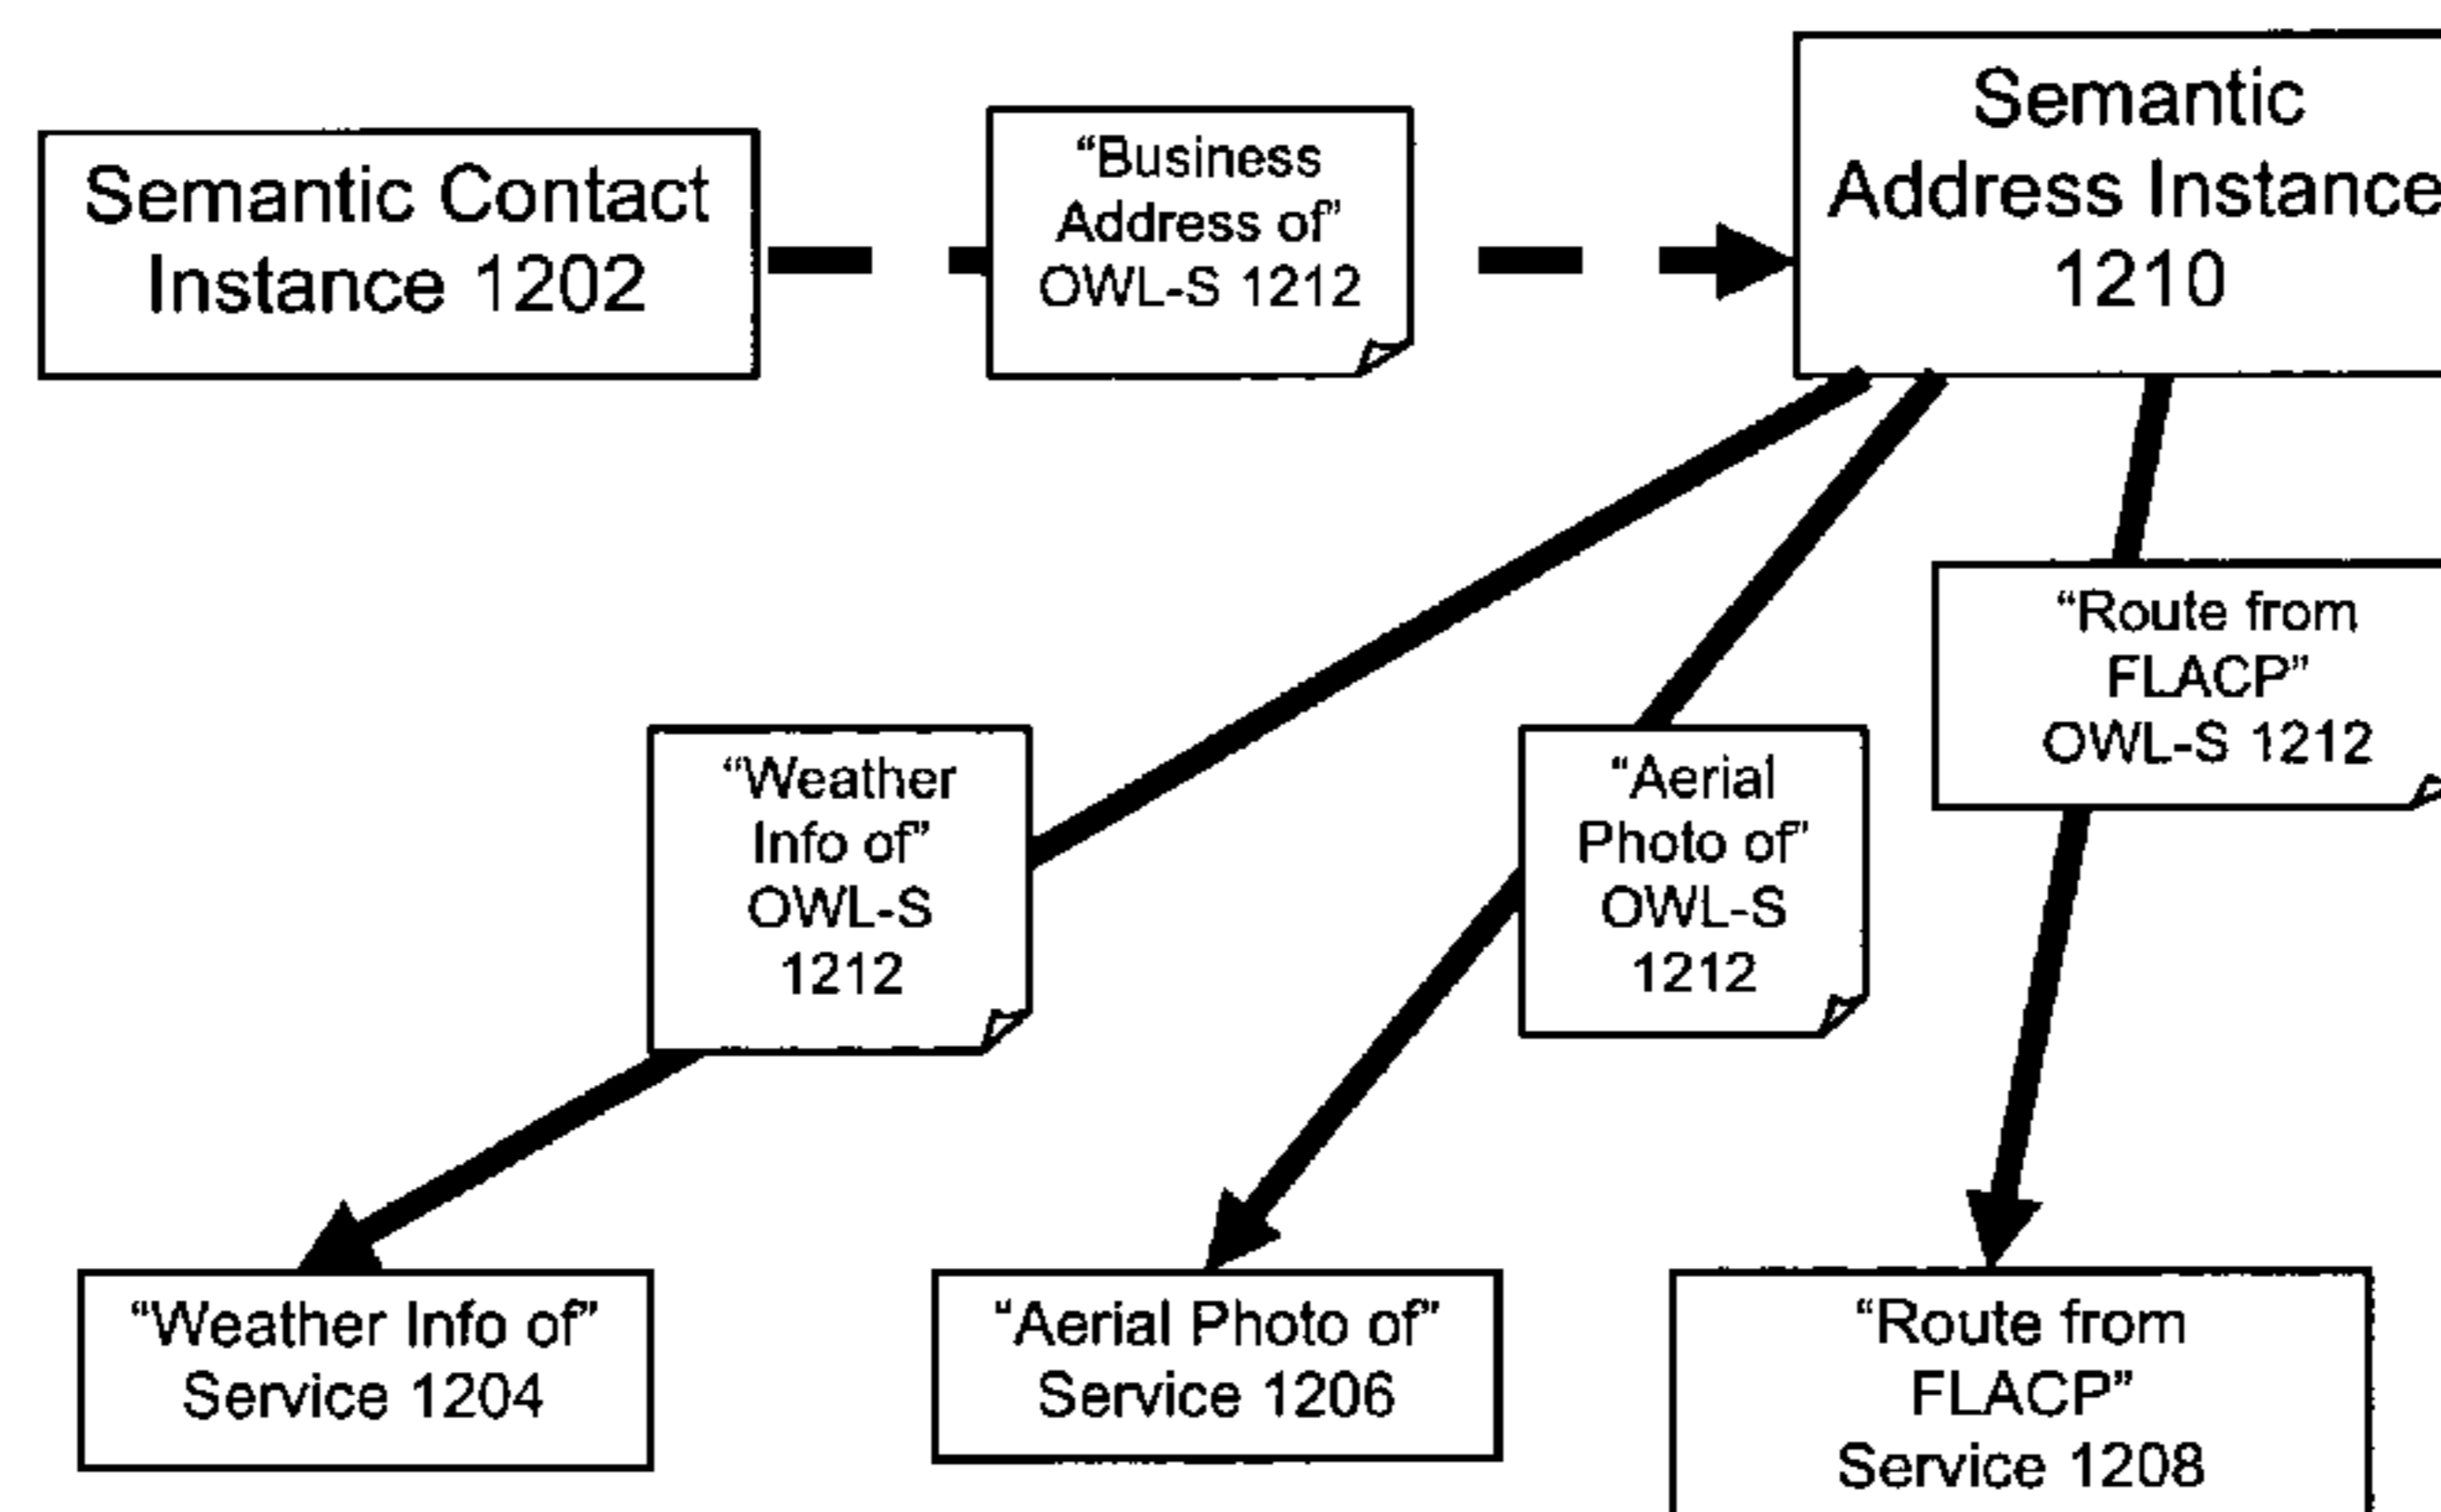 Semantic Contact
Instance 1202
“Business
Address of”
OWL-S 1212
Semantic
Address Instance
1210
“Route from
FLACP”
OWL-S 1212
“Weather
Info of”
OWL-S
1212
“Aerial
Photo of”
OWL-S
1212
“Weather Info of”
Service 1204
“Aerial Photo of”
Service 1206
“Route from
FLACP”
Service 1208